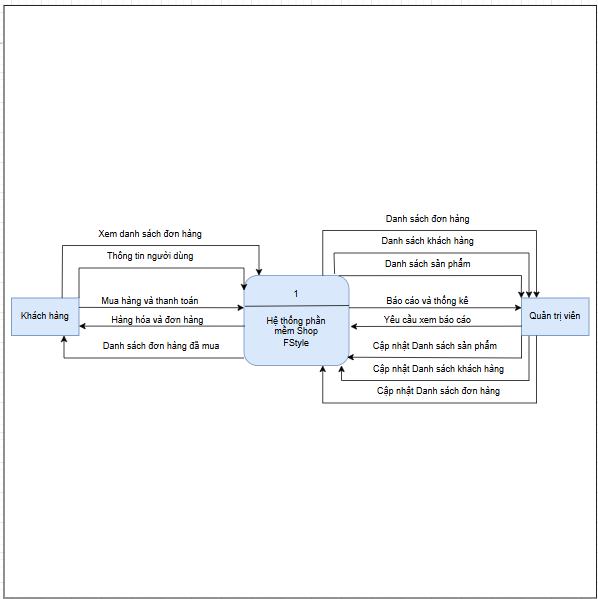 Danh sách đơn hàng
Xem danh sách đơn hàng
Danh sách khách hàng
Thông tin người dùng
Danh sách sản phẩm
1
Mua hàng và thanh toán
Báo cáo và thống kế
Khách hàng
Hàng hóa và đơn hàng
Hệ thống phần
mềm Shop
FStyle
Yêu cầu xem báo cáo
Quản trị viên
Danh sách đơn hàng đã mua
Cập nhật Danh sách sản phẩm
Cập nhật Danh sách khách hàng
Cập nhật Danh sách đơn hàng